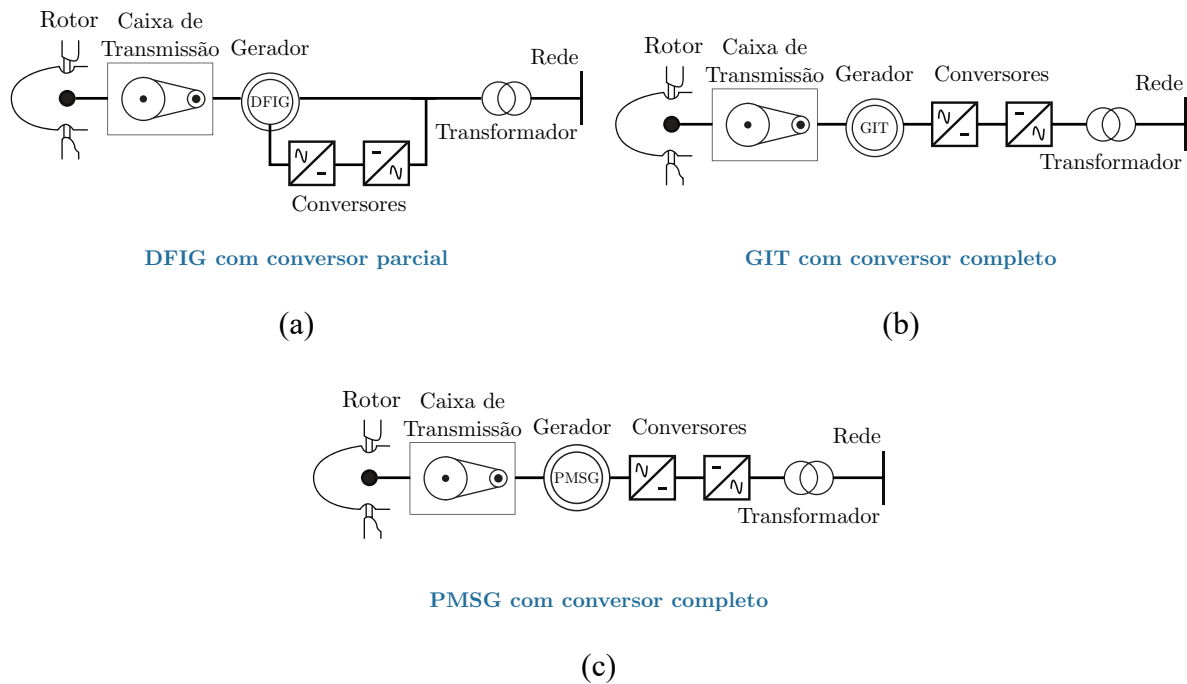 Rotor
Caixa de
Transmissão
Gerador
DFIG
Conversores
Transformador
Rede
DFIG com conversor parcial
(a)
Rotor
Caixa de
Transmissão
Gerador
GIT
Conversores
Transformador
Rede
GIT com conversor completo
(b)
Rotor
Caixa de
Transmissão
Gerador
PMSG
Conversores
Transformador
Rede
PMSG com conversor completo
(c)